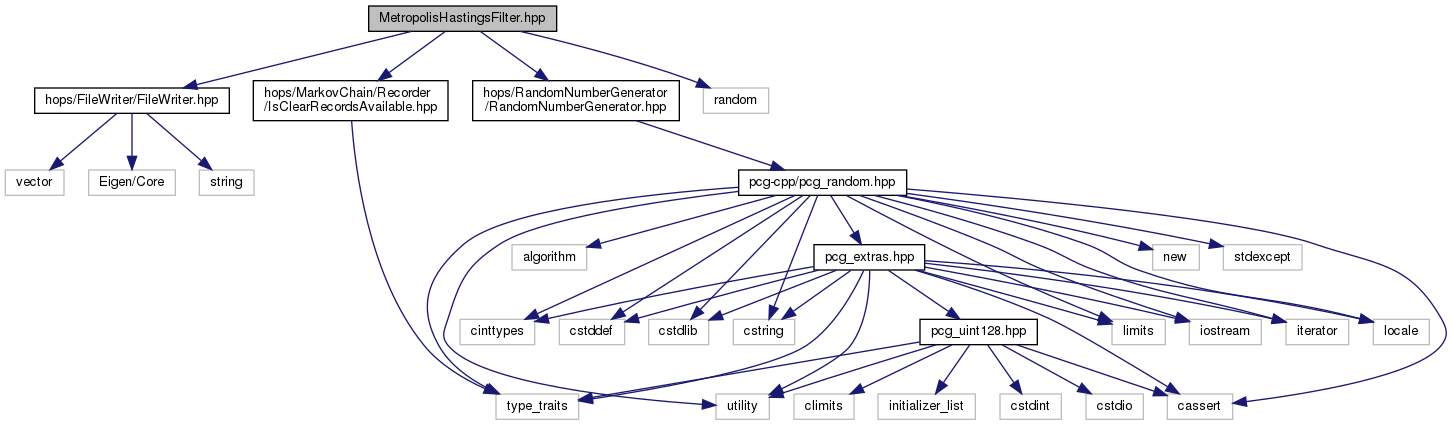 MetropolisHastingsFilter.hpp
hops/FileWriter/FileWriter.hpp
hops/MarkovChain/Recorder
/IsClearRecordsAvailable.hpp
hops/RandomNumberGenerator
/RandomNumberGenerator.hpp
random
vector
Eigen/Core
string
pcg-cpp/pcg_random.hpp
algorithm
pcg_extras.hpp
new
stdexcept
cinttypes
cstddef
cstdlib
cstring
pcg_uint128.hpp
limits
iostream
iterator
locale
type_traits
utility
climits
initializer_list
cstdint
cstdio
cassert